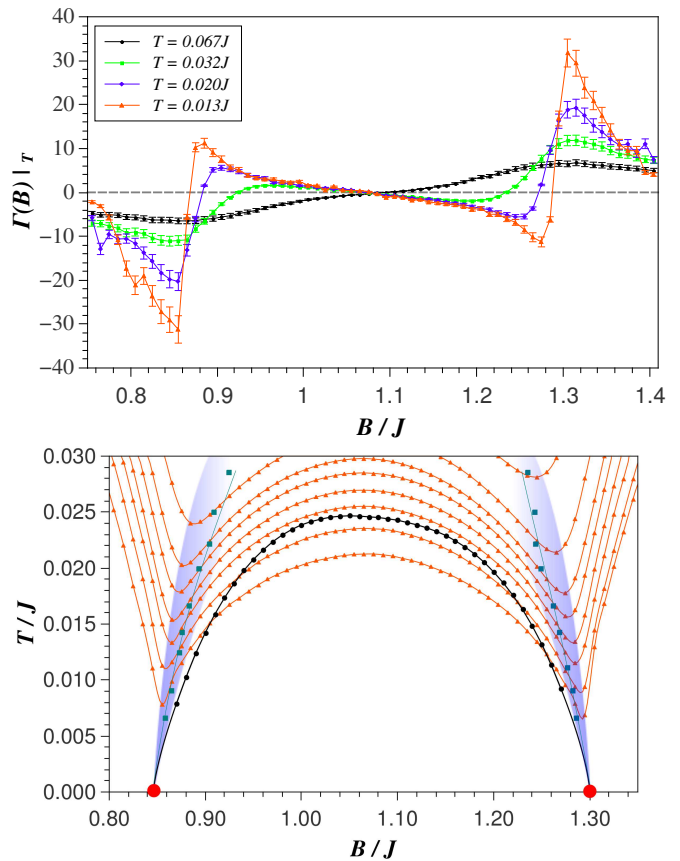 40
30
20
10
0
−10
−20
−30
−40
Γ(B) | T
T = 0.067J
T = 0.032J
T = 0.020J
T = 0.013J
0.8 0.9 1 1.1 1.2 1.3 1.4
B / J
0.030
0.025
0.020
0.015
0.010
0.005
0.000
T / J
0.80 0.90 1.00 1.10 1.20 1.30
B / J